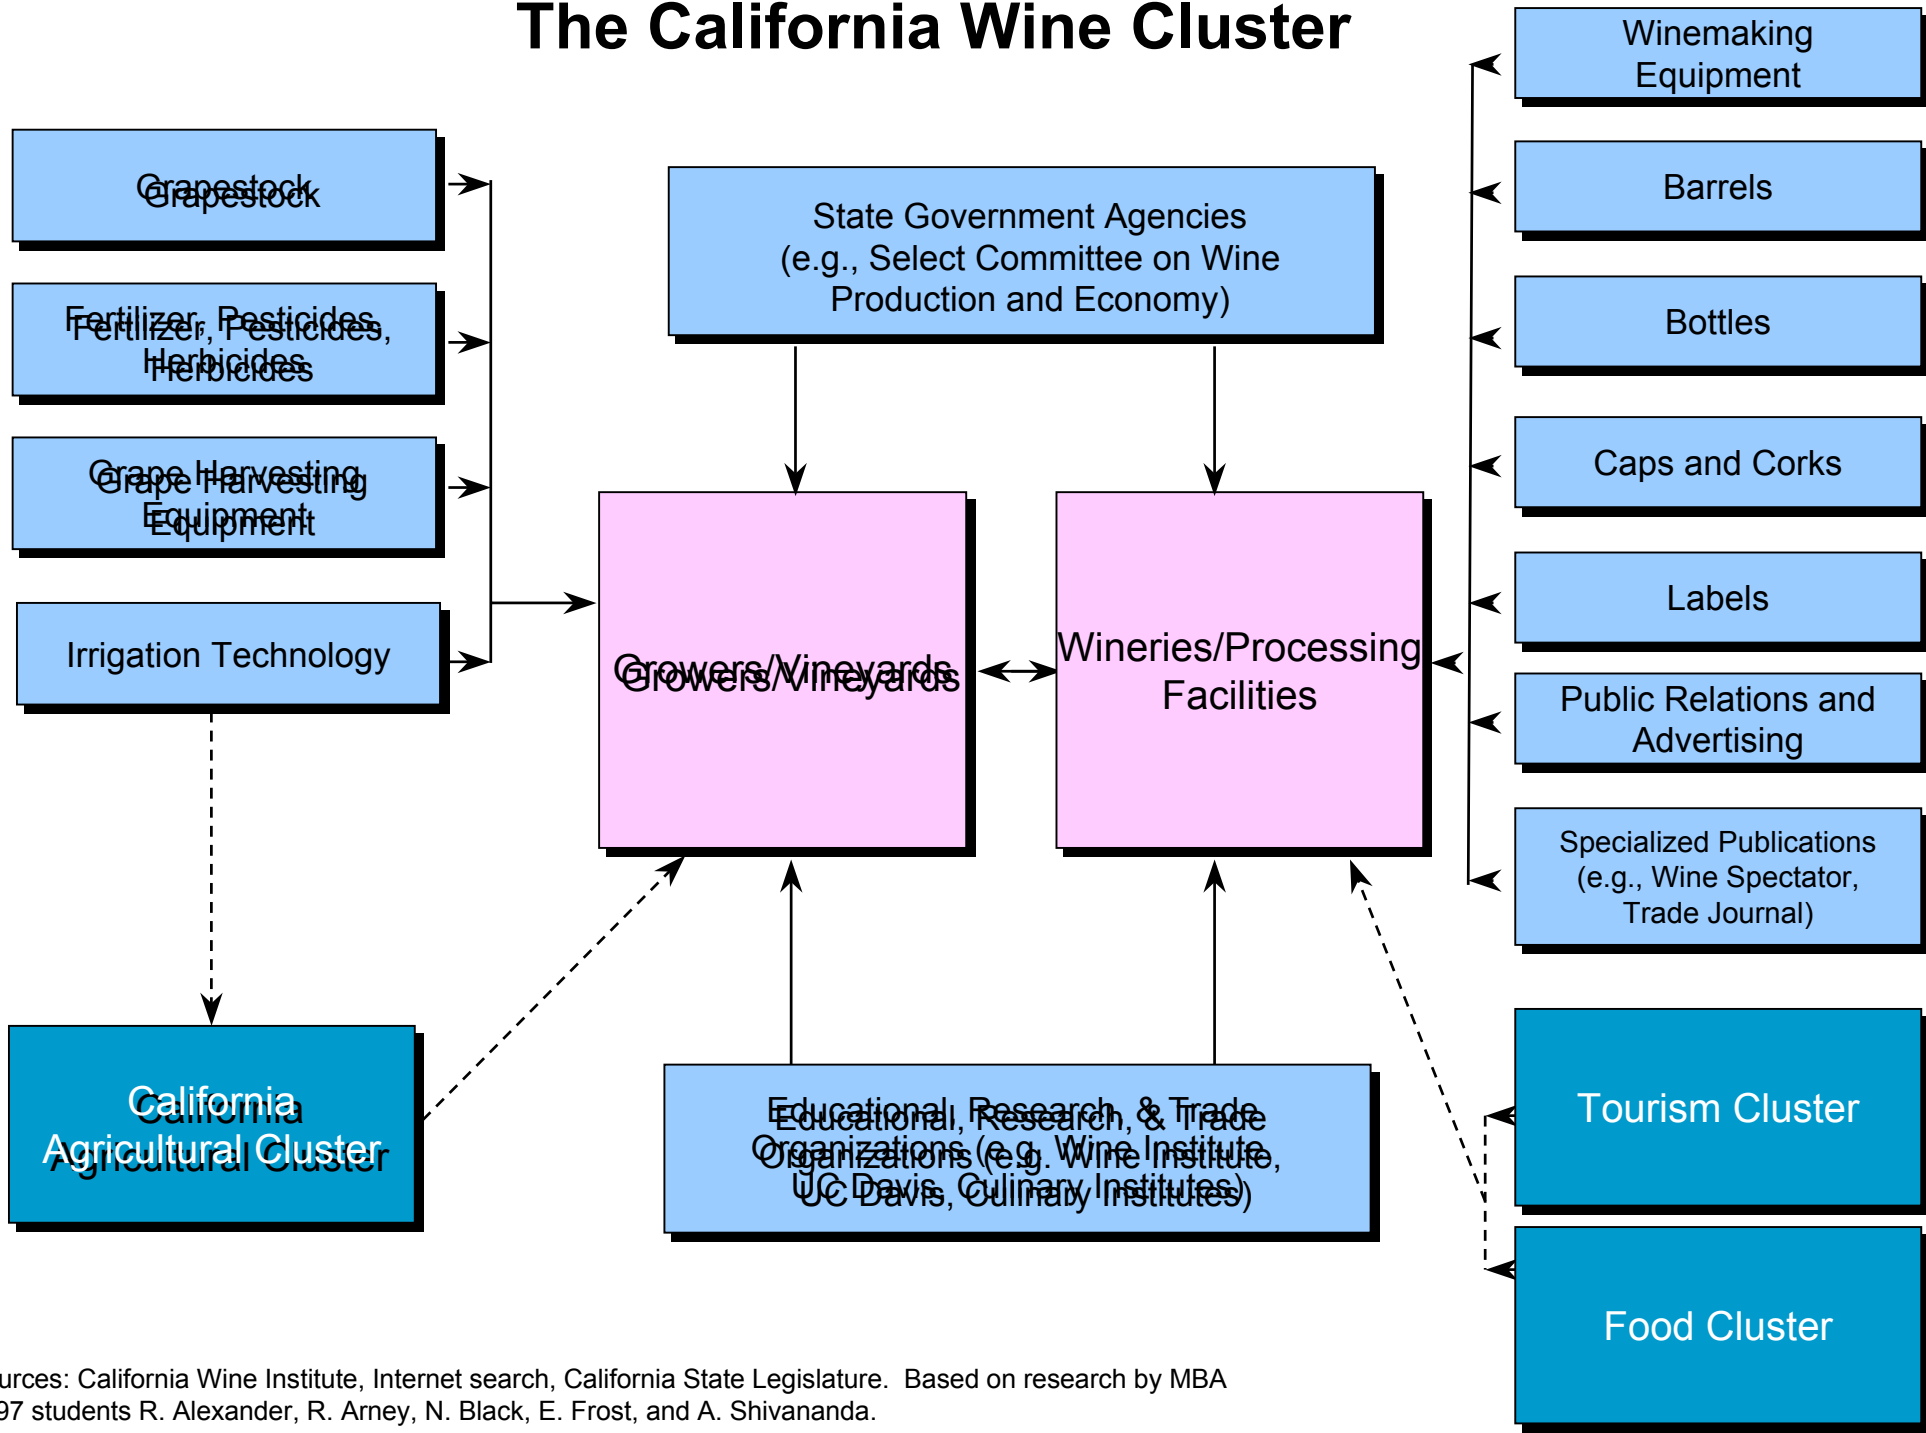 The California Wine Cluster
Grapestock
Fertilizer, Pesticides,
Herbicides
Grape Harvesting
Equipment
Irrigation Technology
State Government Agencies
(e.g., Select Committee on Wine
Production and Economy)
Growers/Vineyards
Wineries/Processing
Facilities
Winemaking
Equipment
Barrels
Bottles
Caps and Corks
Labels
Public Relations and
Advertising
Specialized Publications
(e.g., Wine Spectator,
Trade Journal)
California
Agricultural Cluster
Educational, Research, & Trade
Organizations (e.g. Wine Institute,
UC Davis, Culinary Institutes)
Tourism Cluster
Food Cluster
urces: California Wine Institute, Internet search, California State Legislature.  Based on research by MBA
97 students R. Alexander, R. Arney, N. Black, E. Frost, and A. Shivananda.